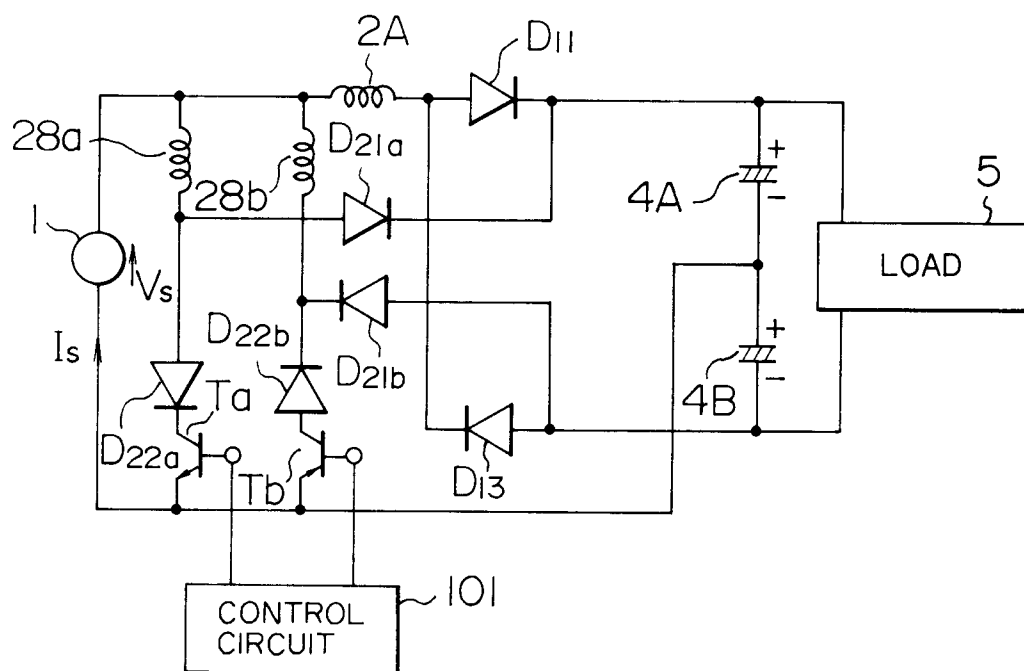 2A
D11
28a
28b
D21a
4A
+
-
5
LOAD
1
Vs
Is
D22b
D21b
+
-
4B
Ta
D22a
Tb
D13
CONTROL
CIRCUIT
101